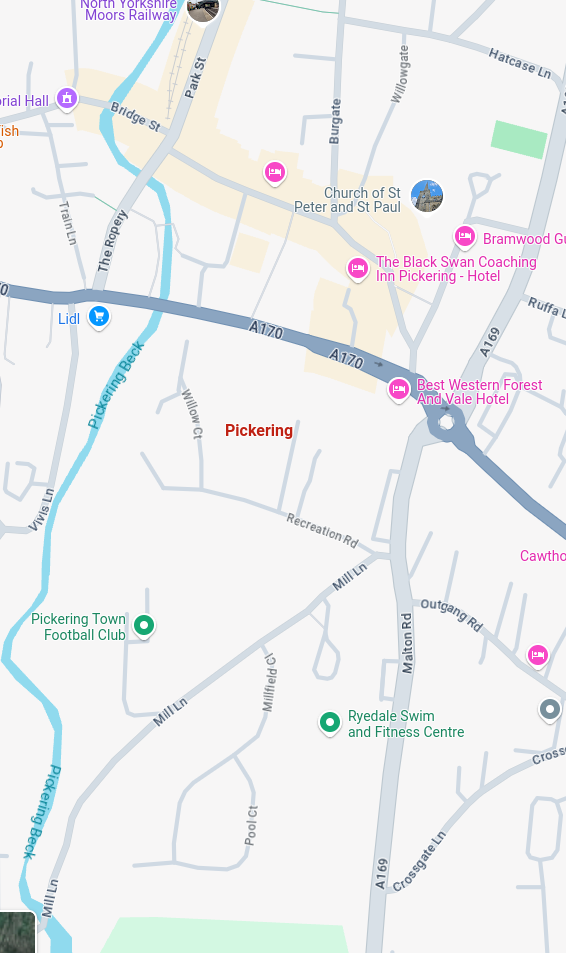 North Yorkshire
Moors Railway
Park St
Hatcase Ln
Willowgate
Burgate
orial Hall
Bridge St
ish
Church of St
Peter and St Paul
Train Ln
The Ropery
Bramwood Gu
The Black Swan Coaching
Inn Pickering - Hotel
Ruffa L
A169
Lidl
A170
A170
Pickering Beck
Best Western Forest
And Vale Hotel
Willow Ct
Pickering
Vivis Ln
Recreation Rd
Cawtho
Mill Ln
Outgang Rd
Pickering Town
Football Club
Malton Rd
Millfield Cl
Mill Ln
Ryedale Swim
and Fitness Centre
Cross
Pickering Beck
Pool Ct
A169
Crossgate Ln
Mill Ln